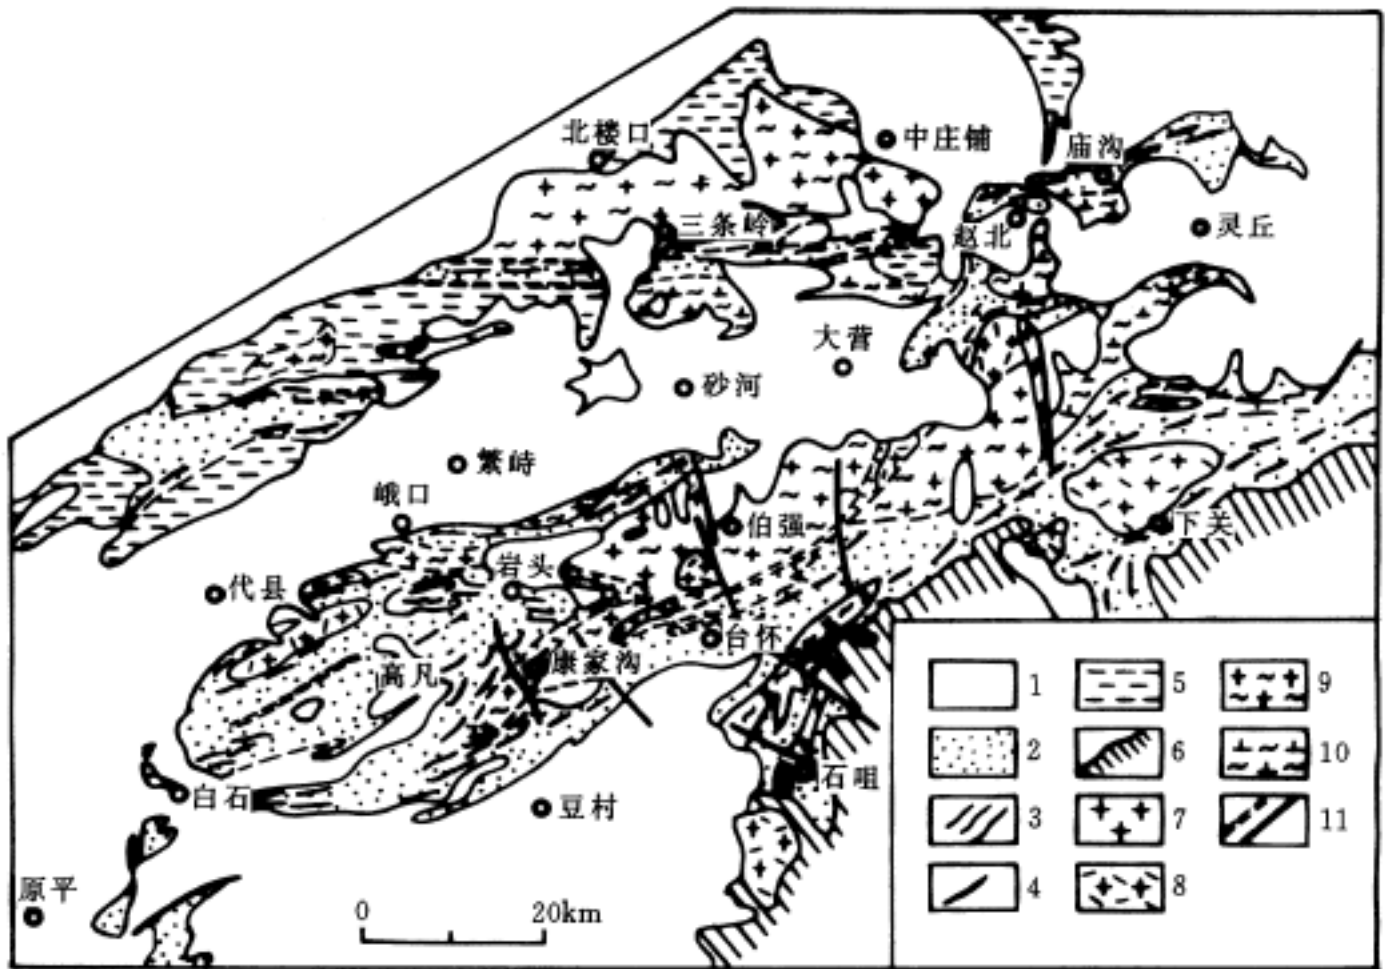 北楼口
中庄铺
庙沟
三条岭
赵北
灵丘
大营
砂河
繁峙
峨口
伯强
下关
岩头
代县
台怀
康家沟
高凡
石咀
白石
豆村
原平
0 20km
1 5 9
2 6 10
3 7 11
4 8